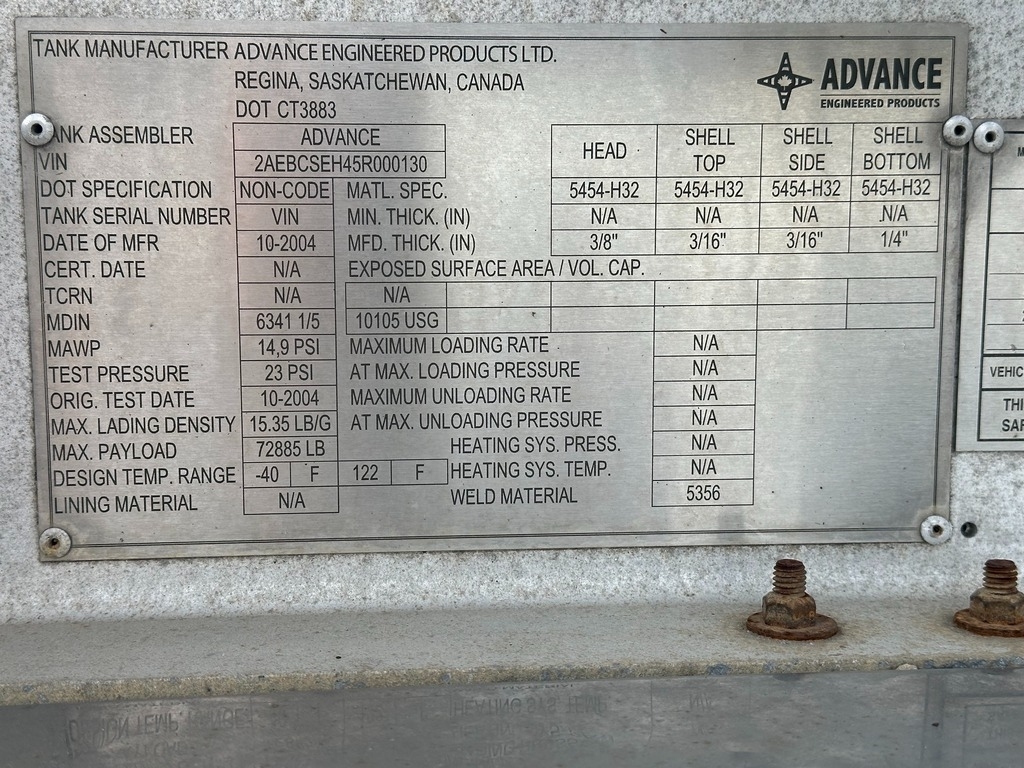 TANK MANUFACTURER ADVANCE ENGINEERED PRODUCTS LTD.
REGINA, SASKATCHEWAN, CANADA
DOT CT3883
ADVANCE
ENGINEERED PRODUCTS
ANK ASSEMBLER ADVANCE
HEAD SHELL TOP SHELL SIDE SHELL BOTTOM
VIN 2AEBCSEH45R000130
DOT SPECIFICATION NON-CODE MATL. SPEC. 5454-H32 5454-H32 5454-H32 5454-H32
TANK SERIAL NUMBER VIN MIN. THICK. (IN) N/A N/A N/A N/A
DATE OF MFR 10-2004 MFD. THICK. (IN) 3/8" 3/16" 3/16" 1/4"
CERT. DATE N/A EXPOSED SURFACE AREA / VOL. CAP.
TCRN N/A N/A
MDIN 6341 1/5 10105 USG
MAWP 14,9 PSI MAXIMUM LOADING RATE N/A
TEST PRESSURE 23 PSI AT MAX. LOADING PRESSURE N/A
ORIG. TEST DATE 10-2004 MAXIMUM UNLOADING RATE N/A
MAX. LADING DENSITY 15.35 LB/G AT MAX. UNLOADING PRESSURE N/A
MAX. PAYLOAD 72885 LB HEATING SYS. PRESS. N/A
DESIGN TEMP. RANGE -40 F 122 F HEATING SYS. TEMP. N/A
LINING MATERIAL N/A WELD MATERIAL 5356
VEHIC
THI
SAF